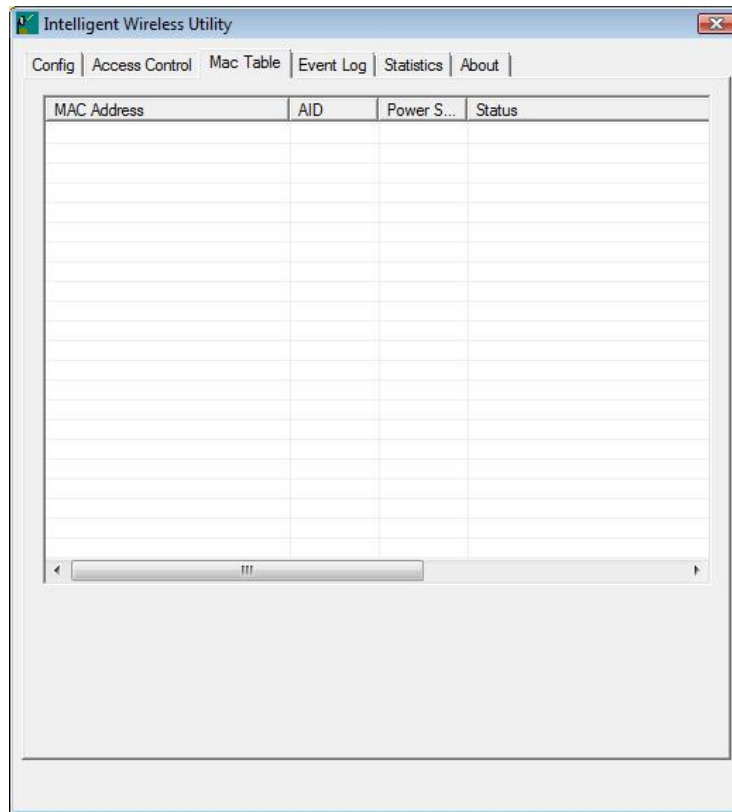 Intelligent Wireless Utility
Config Access Control Mac Table Event Log Statistics About
MAC Address AID Power S... Status